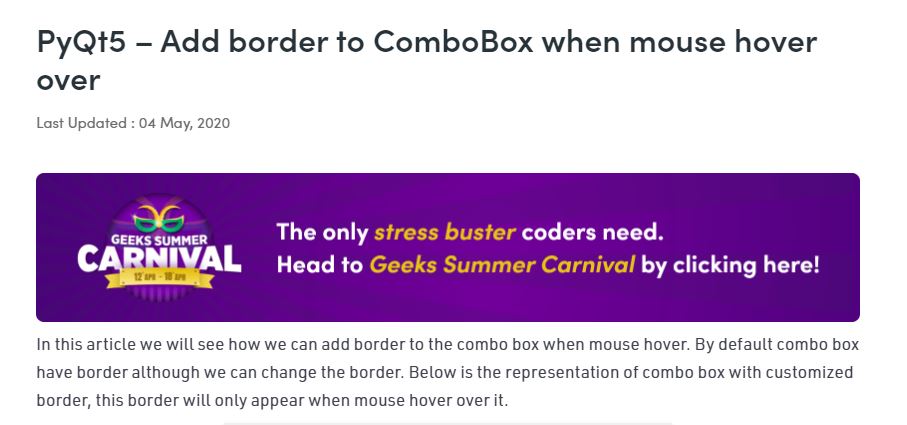 PyQt5 – Add border to ComboBox when mouse hover
over
Last Updated : 04 May, 2020
GEEKS SUMMER
CARNIVAL
12 APR - 18 APR
The only stress buster coders need.
Head to Geeks Summer Carnival by clicking here!
In this article we will see how we can add border to the combo box when mouse hover. By default combo box
have border although we can change the border. Below is the representation of combo box with customized
border, this border will only appear when mouse hover over it.